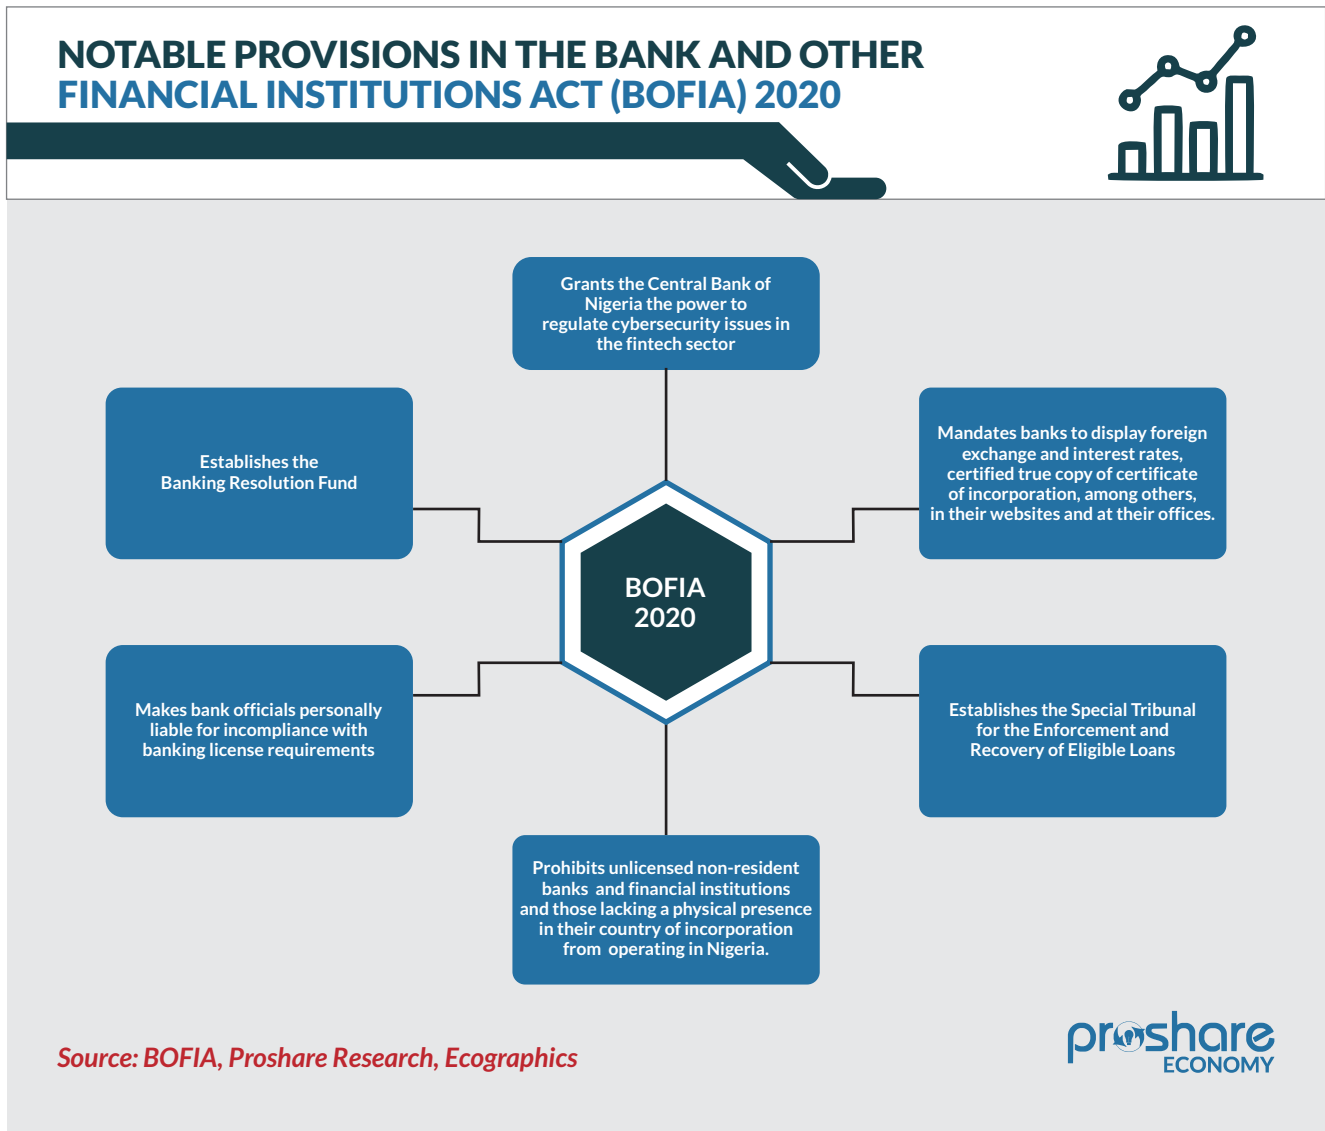 NOTABLE PROVISIONS IN THE BANK AND OTHER
FINANCIAL INSTITUTIONS ACT (BOFIA) 2020
Grants the Central Bank of
Nigeria the power to
regulate cybersecurity issues in
the fintech sector
Establishes the
Banking Resolution Fund
Mandates banks to display foreign
exchange and interest rates,
certified true copy of certificate
of incorporation, among others,
in their websites and at their offices.
BOFIA
2020
Makes bank officials personally
liable for incompliance with
banking license requirements
Establishes the Special Tribunal
for the Enforcement and
Recovery of Eligible Loans
Prohibits unlicensed non-resident
banks and financial institutions
and those lacking a physical presence
in their country of incorporation
from operating in Nigeria.
Source: BOFIA, Proshare Research, Ecographics
proshare
ECONOMY